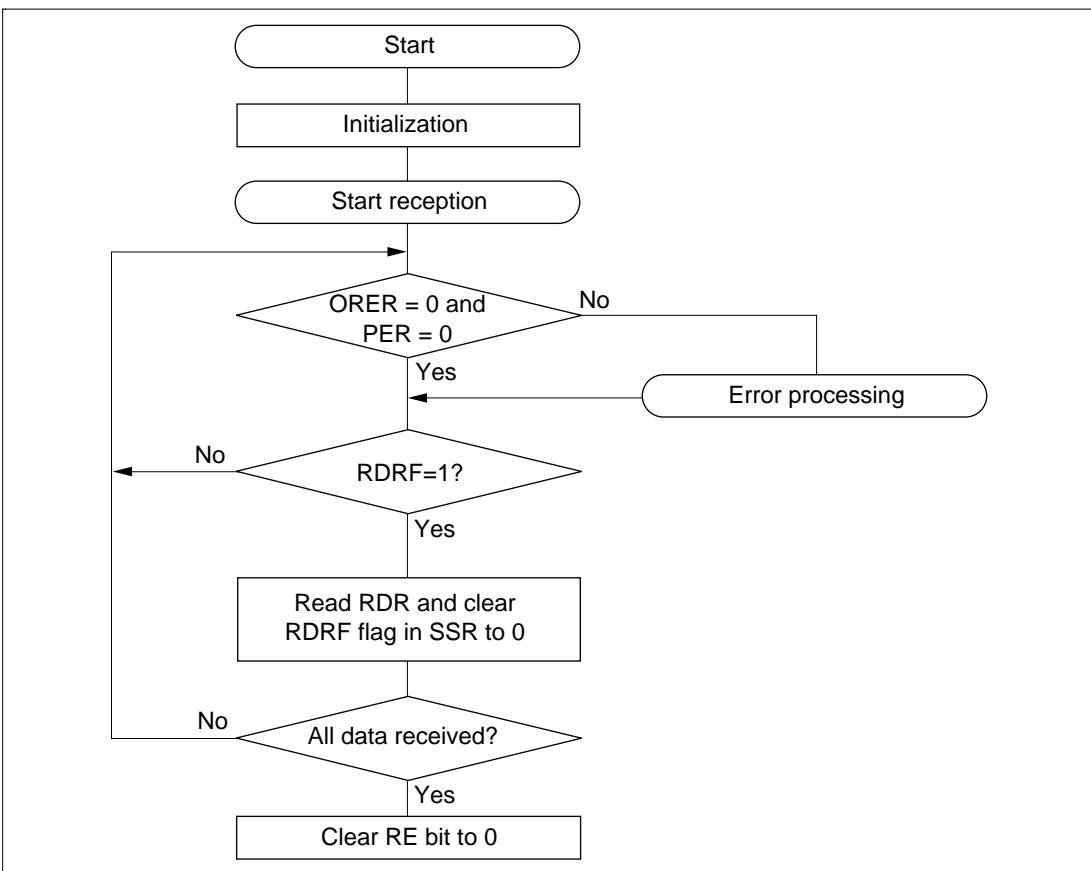 Start
Initialization
Start reception
ORER = 0 and
PER = 0
No
Yes
Error processing
No
RDRF=1?
Yes
Read RDR and clear
RDRF flag in SSR to 0
No
All data received?
Yes
Clear RE bit to 0